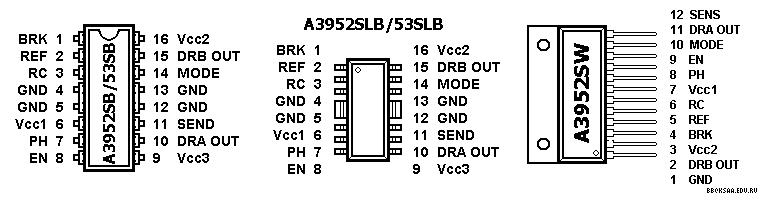 BRK 1 16 Vcc2
REF 2 15 DRB OUT
RC 3 14 MODE
GND 4 13 GND
GND 5 12 GND
Vcc1 6 11 SEND
PH 7 10 DRA OUT
EN 8 9 Vcc3
A3952SB/53SB
A3952SLB/53SLB
BRK 1 16 Vcc2
REF 2 15 DRB OUT
RC 3 14 MODE
GND 4 13 GND
GND 5 12 GND
Vcc1 6 11 SEND
PH 7 10 DRA OUT
EN 8 9 Vcc3
A3952SW
12 SENS
11 DRA OUT
10 MODE
9 EN
8 PH
7 Vcc1
6 RC
5 REF
4 BRK
3 Vcc2
2 DRB OUT
1 GND